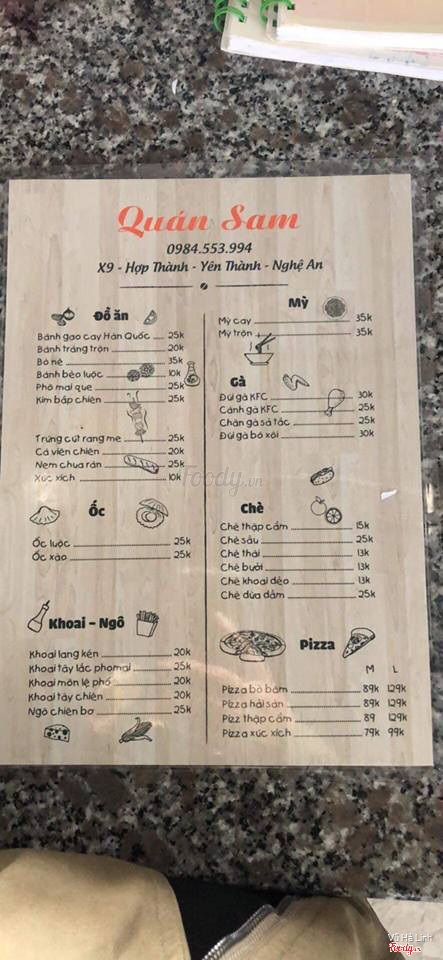 Quán Sam
0984.553.994
X9 - Hợp Thành - Yên Thành - Nghệ An
Đồ ăn
Bánh gạo cay Hàn Quốc 25k
Bánh tráng trộn 20k
Bò né 35k
Bánh bèo luộc 10k
Phô mai que 25k
Kim bắp chiên 25k
Trứng cút rang me 25k
Cá viên chiên 20k
Nem chua rán 25k
Xúc xích 10k
Ốc
Ốc luộc 25k
Ốc xào 25k
Khoai - Ngô
Khoai lang kén 20k
Khoai tây lắc phomai 25k
Khoai môn lệ phố 20k
Khoai tây chiên 20k
Ngô chiên bơ 25k
Mỳ
Mỳ cay 35k
Mỳ trộn 35k
Gà
Đùi gà KFC 30k
Cánh gà KFC 25k
Chân gà sả tắc 25k
Đùi gà bó xôi 30k
Chè
Chè thập cẩm 15k
Chè sầu 25k
Chè thái 13k
Chè bưởi 13k
Chè khoai dẻo 13k
Chè dừa dầm 25k
Pizza
M L
Pizza bò băm 89k 129k
Pizza hải sản 89k 129k
Pizz thập cẩm 89 129k
Pizza xúc xích 79k 99k
foody.vn
Vũ Hà Linh
foody.vn